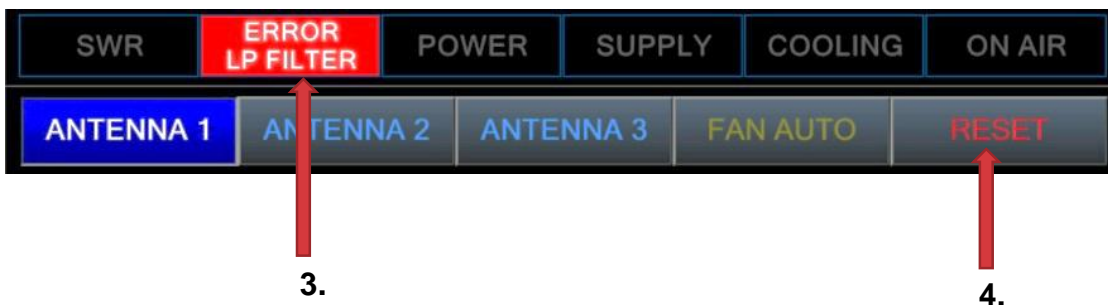 SWR ERROR LP FILTER POWER SUPPLY COOLING ON AIR
ANTENNA 1 ANTENNA 2 ANTENNA 3 FAN AUTO RESET
3. 4.